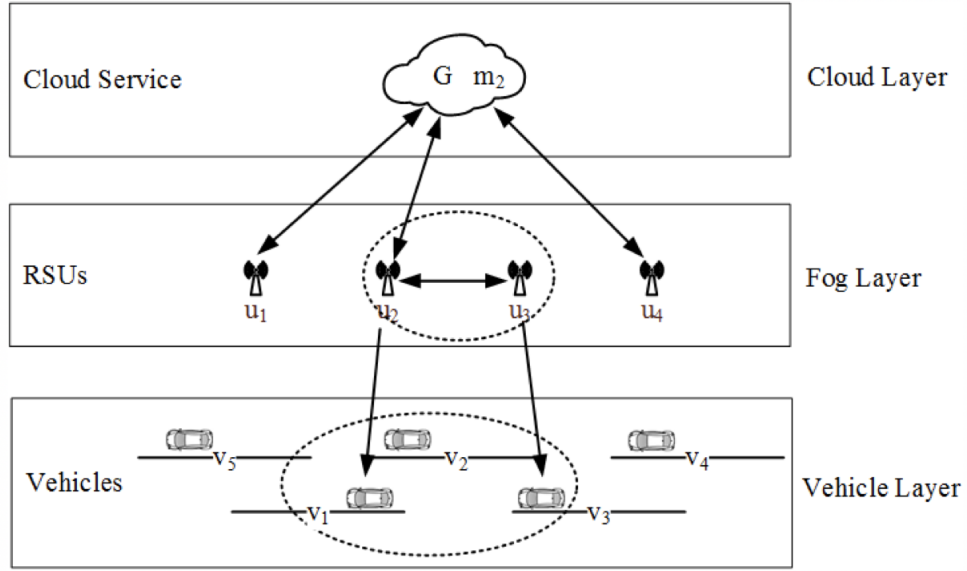 Cloud Service
G m₂
Cloud Layer
RSUs
u₁
u₂
u₃
u₄
Fog Layer
v₅
v₂
v₄
Vehicles
v₁
v₃
Vehicle Layer